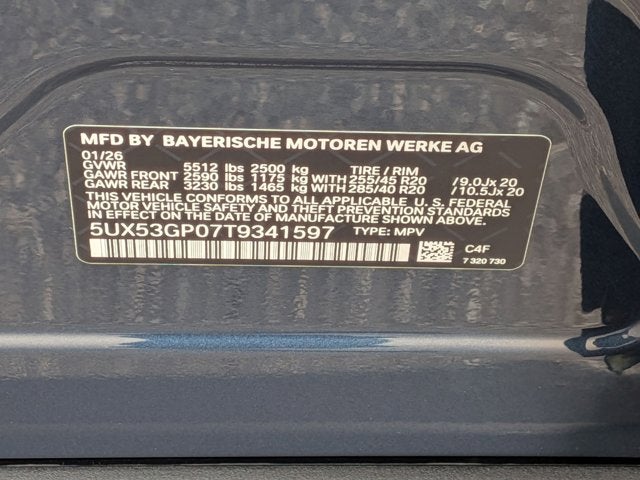 MFD BY BAYERISCHE MOTOREN WERKE AG
01/26
GVWR 5512 lbs 2500 kg TIRE / RIM
GAWR FRONT 2590 lbs 1175 kg WITH 255/45 R20 /9.0Jx 20
GAWR REAR 3230 lbs 1465 kg WITH 285/40 R20 /10.5Jx 20
THIS VEHICLE CONFORMS TO ALL APPLICABLE U. S. FEDERAL
MOTOR VEHICLE SAFETY, BUMPER, AND THEFT PREVENTION
STANDARDS IN EFFECT ON THE DATE OF MANUFACTURE SHOWN ABOVE.
5UX53GP07T9341597 TYPE: MPV
C4F
7 320 730